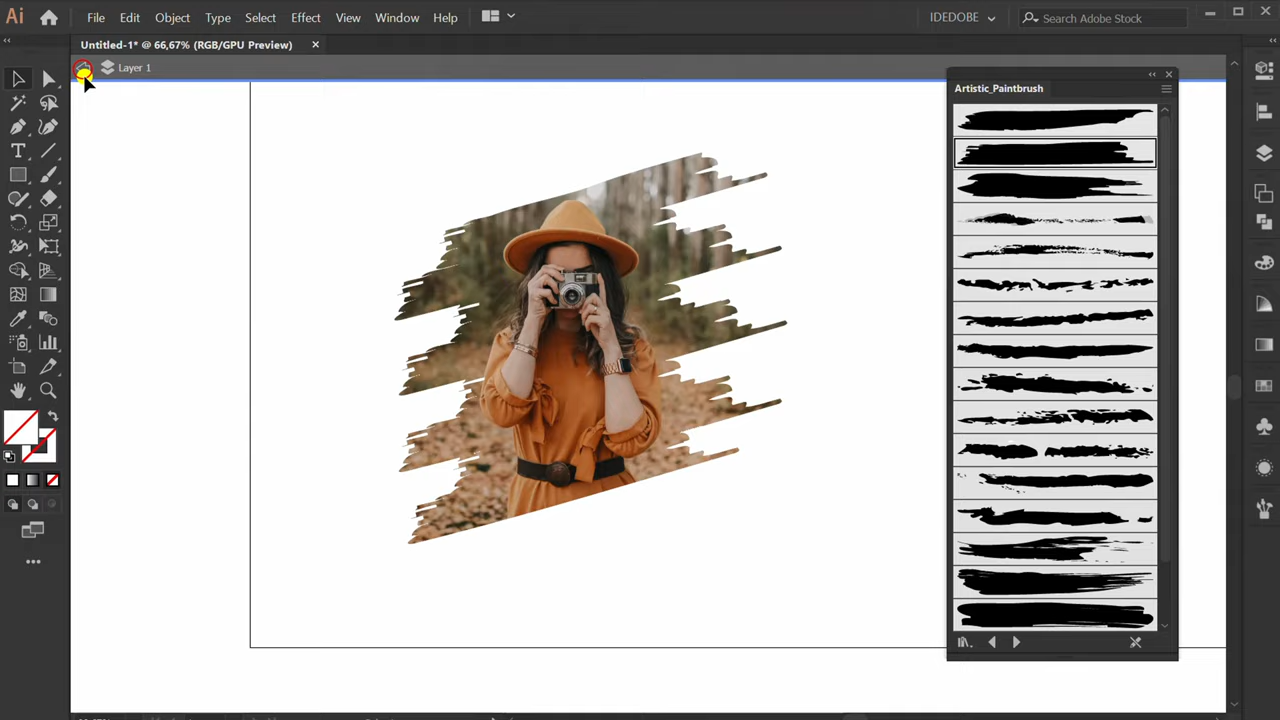 Ai File Edit Object Type Select Effect View Window Help IDEDOBE Search Adobe Stock
Untitled-1* @ 66,67% (RGB/GPU Preview)
Layer 1
Artistic_Paintbrush